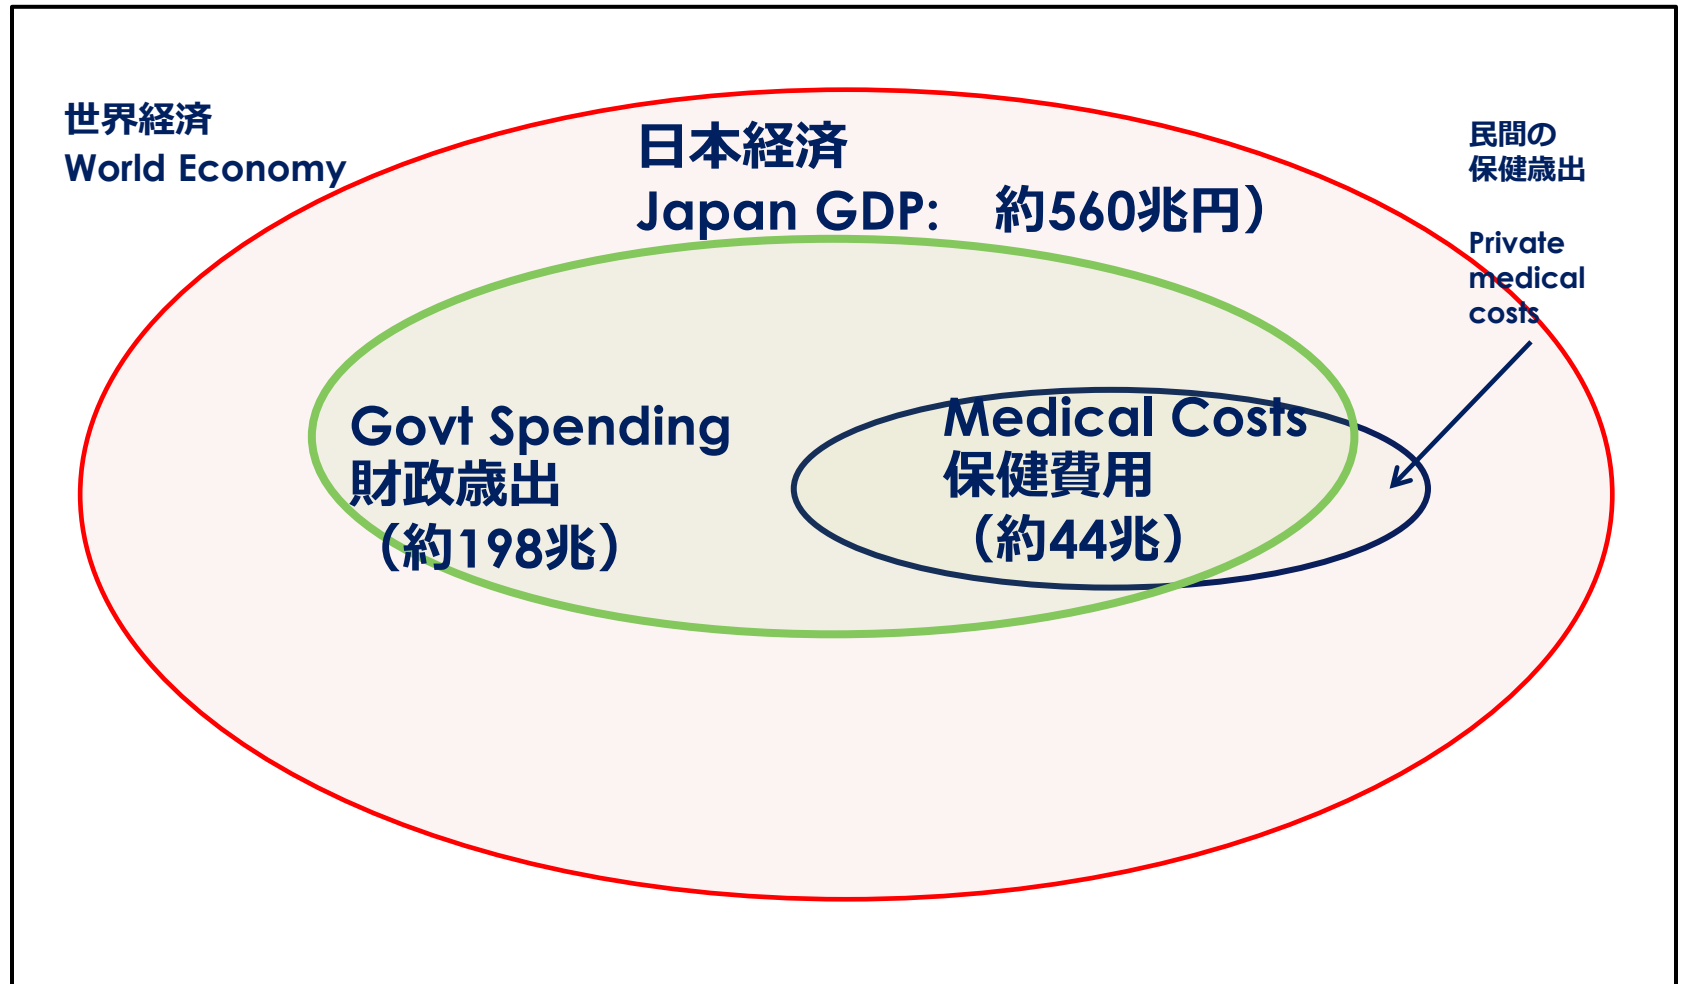 世界経済
World Economy
日本経済
Japan GDP:　約560兆円）
民間の
保健歳出
Private
medical
costs
Govt Spending
財政歳出
（約198兆）
Medical Costs
保健費用
（約44兆）